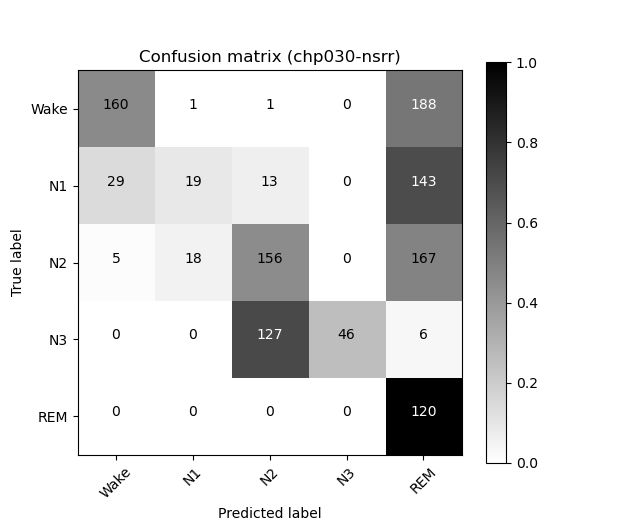 Confusion matrix (chp030-nsrr)
Wake 160 1 1 0 188
N1 29 19 13 0 143
N2 5 18 156 0 167
N3 0 0 127 46 6
REM 0 0 0 0 120
Wake N1 N2 N3 REM
Predicted label
True label
1.0
0.8
0.6
0.4
0.2
0.0